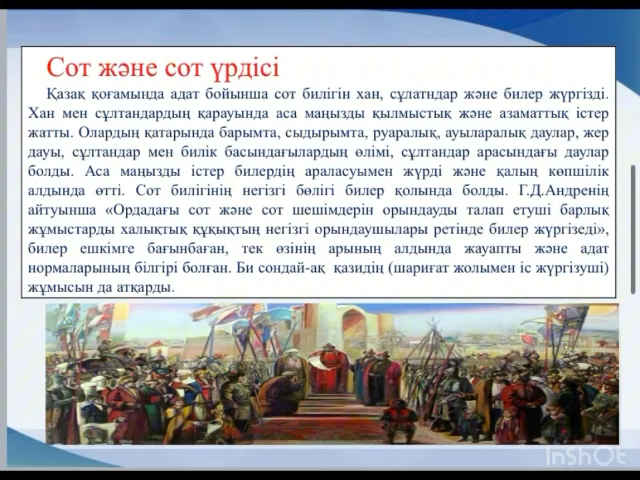 Сот және сот үрдісі
Қазақ қоғамында адат бойынша сот билігін хан, сұлатндар және билер жүргізді.
Хан мен сұлтандардың қарауында аса маңызды қылмыстық және азаматтық істер
жатты. Олардың қатарында барымта, сыдырымта, руаралық, ауыларалық даулар, жер
дауы, сұлтандар мен билік басындағылардың өлімі, сұлтандар арасындағы даулар
болды. Аса маңызды істер билердің араласуымен жүрді және қалың көпшілік
алдында өтті. Сот билігінің негізгі бөлігі билер қолында болды. Г.Д.Андренің
айтуынша «Ордадағы сот және сот шешімдерін орындауды талап етуші барлық
жұмыстарды халықтық құқықтың негізгі орындаушылары ретінде билер жүргізеді»,
билер ешкімге бағынбаған, тек өзінің арының алдында жауапты және адат
нормаларының білгірі болған. Би сондай-ақ қазидің (шариғат жолымен іс жүргізуші)
жұмысын да атқарды.
InShOt